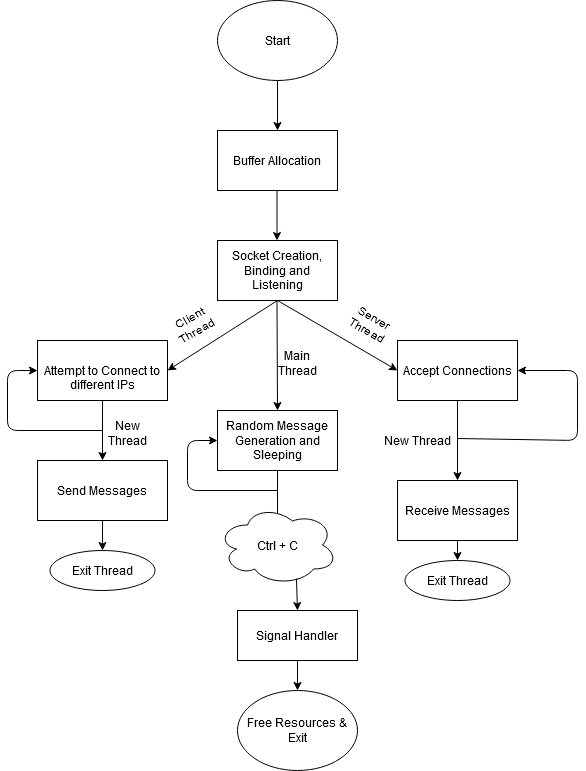 Start
Buffer Allocation
Socket Creation,
Binding and
Listening
Client
Thread
Main
Thread
Server
Thread
Attempt to Connect to
different IPs
Random Message
Generation and
Sleeping
Accept Connections
New
Thread
New Thread
Send Messages
Ctrl + C
Receive Messages
Exit Thread
Exit Thread
Signal Handler
Free Resources &
Exit